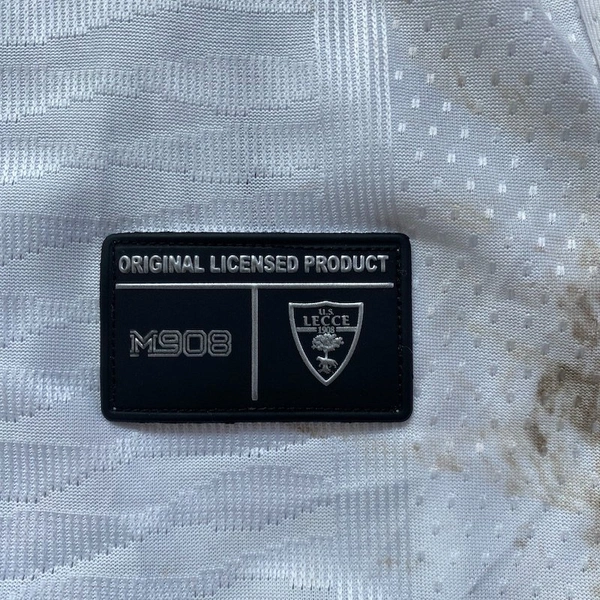 ORIGINAL LICENSED PRODUCT
M908
U.S.
LECCE
1908